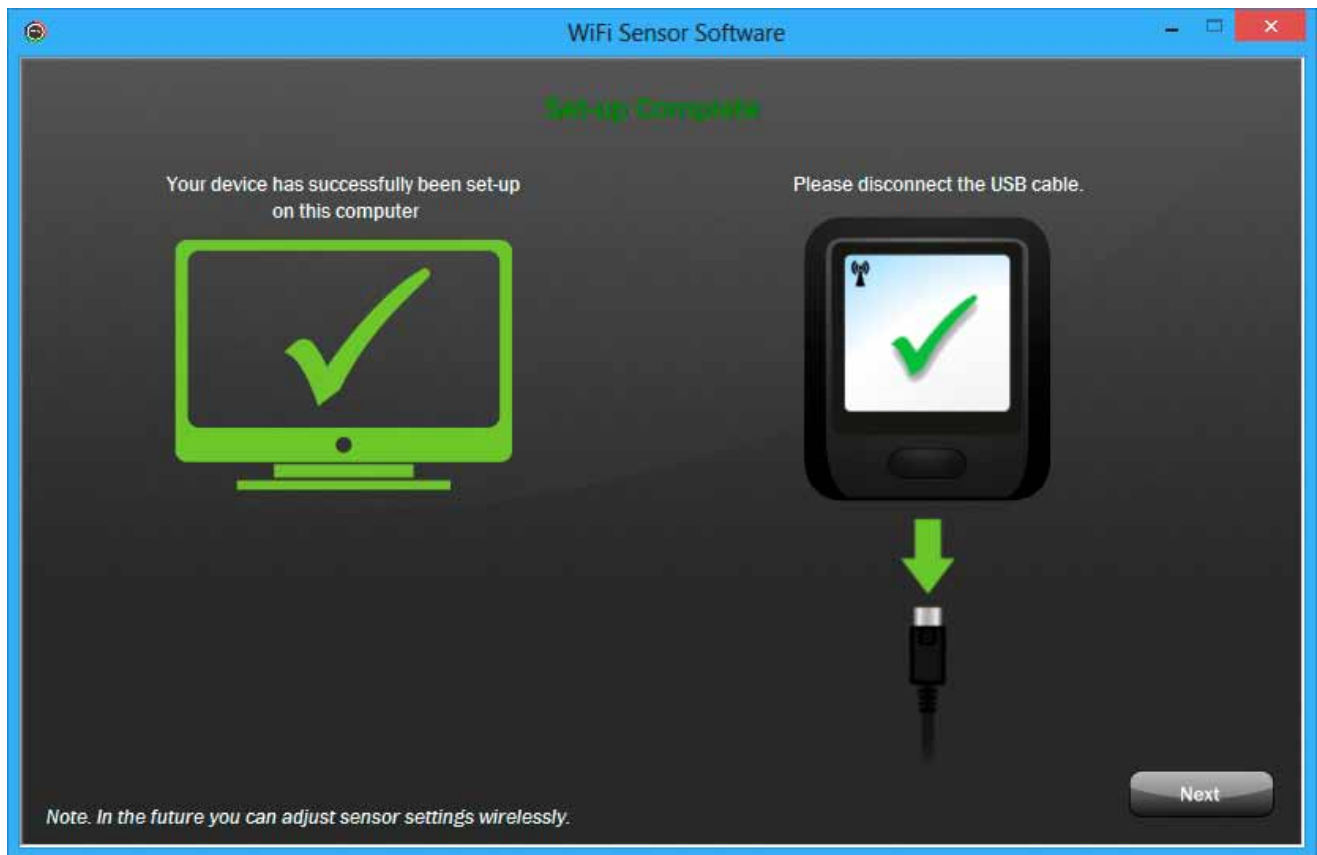 WiFi Sensor Software
Set-up Complete
Your device has successfully been set-up
on this computer
Please disconnect the USB cable.
Note. In the future you can adjust sensor settings wirelessly.
Next